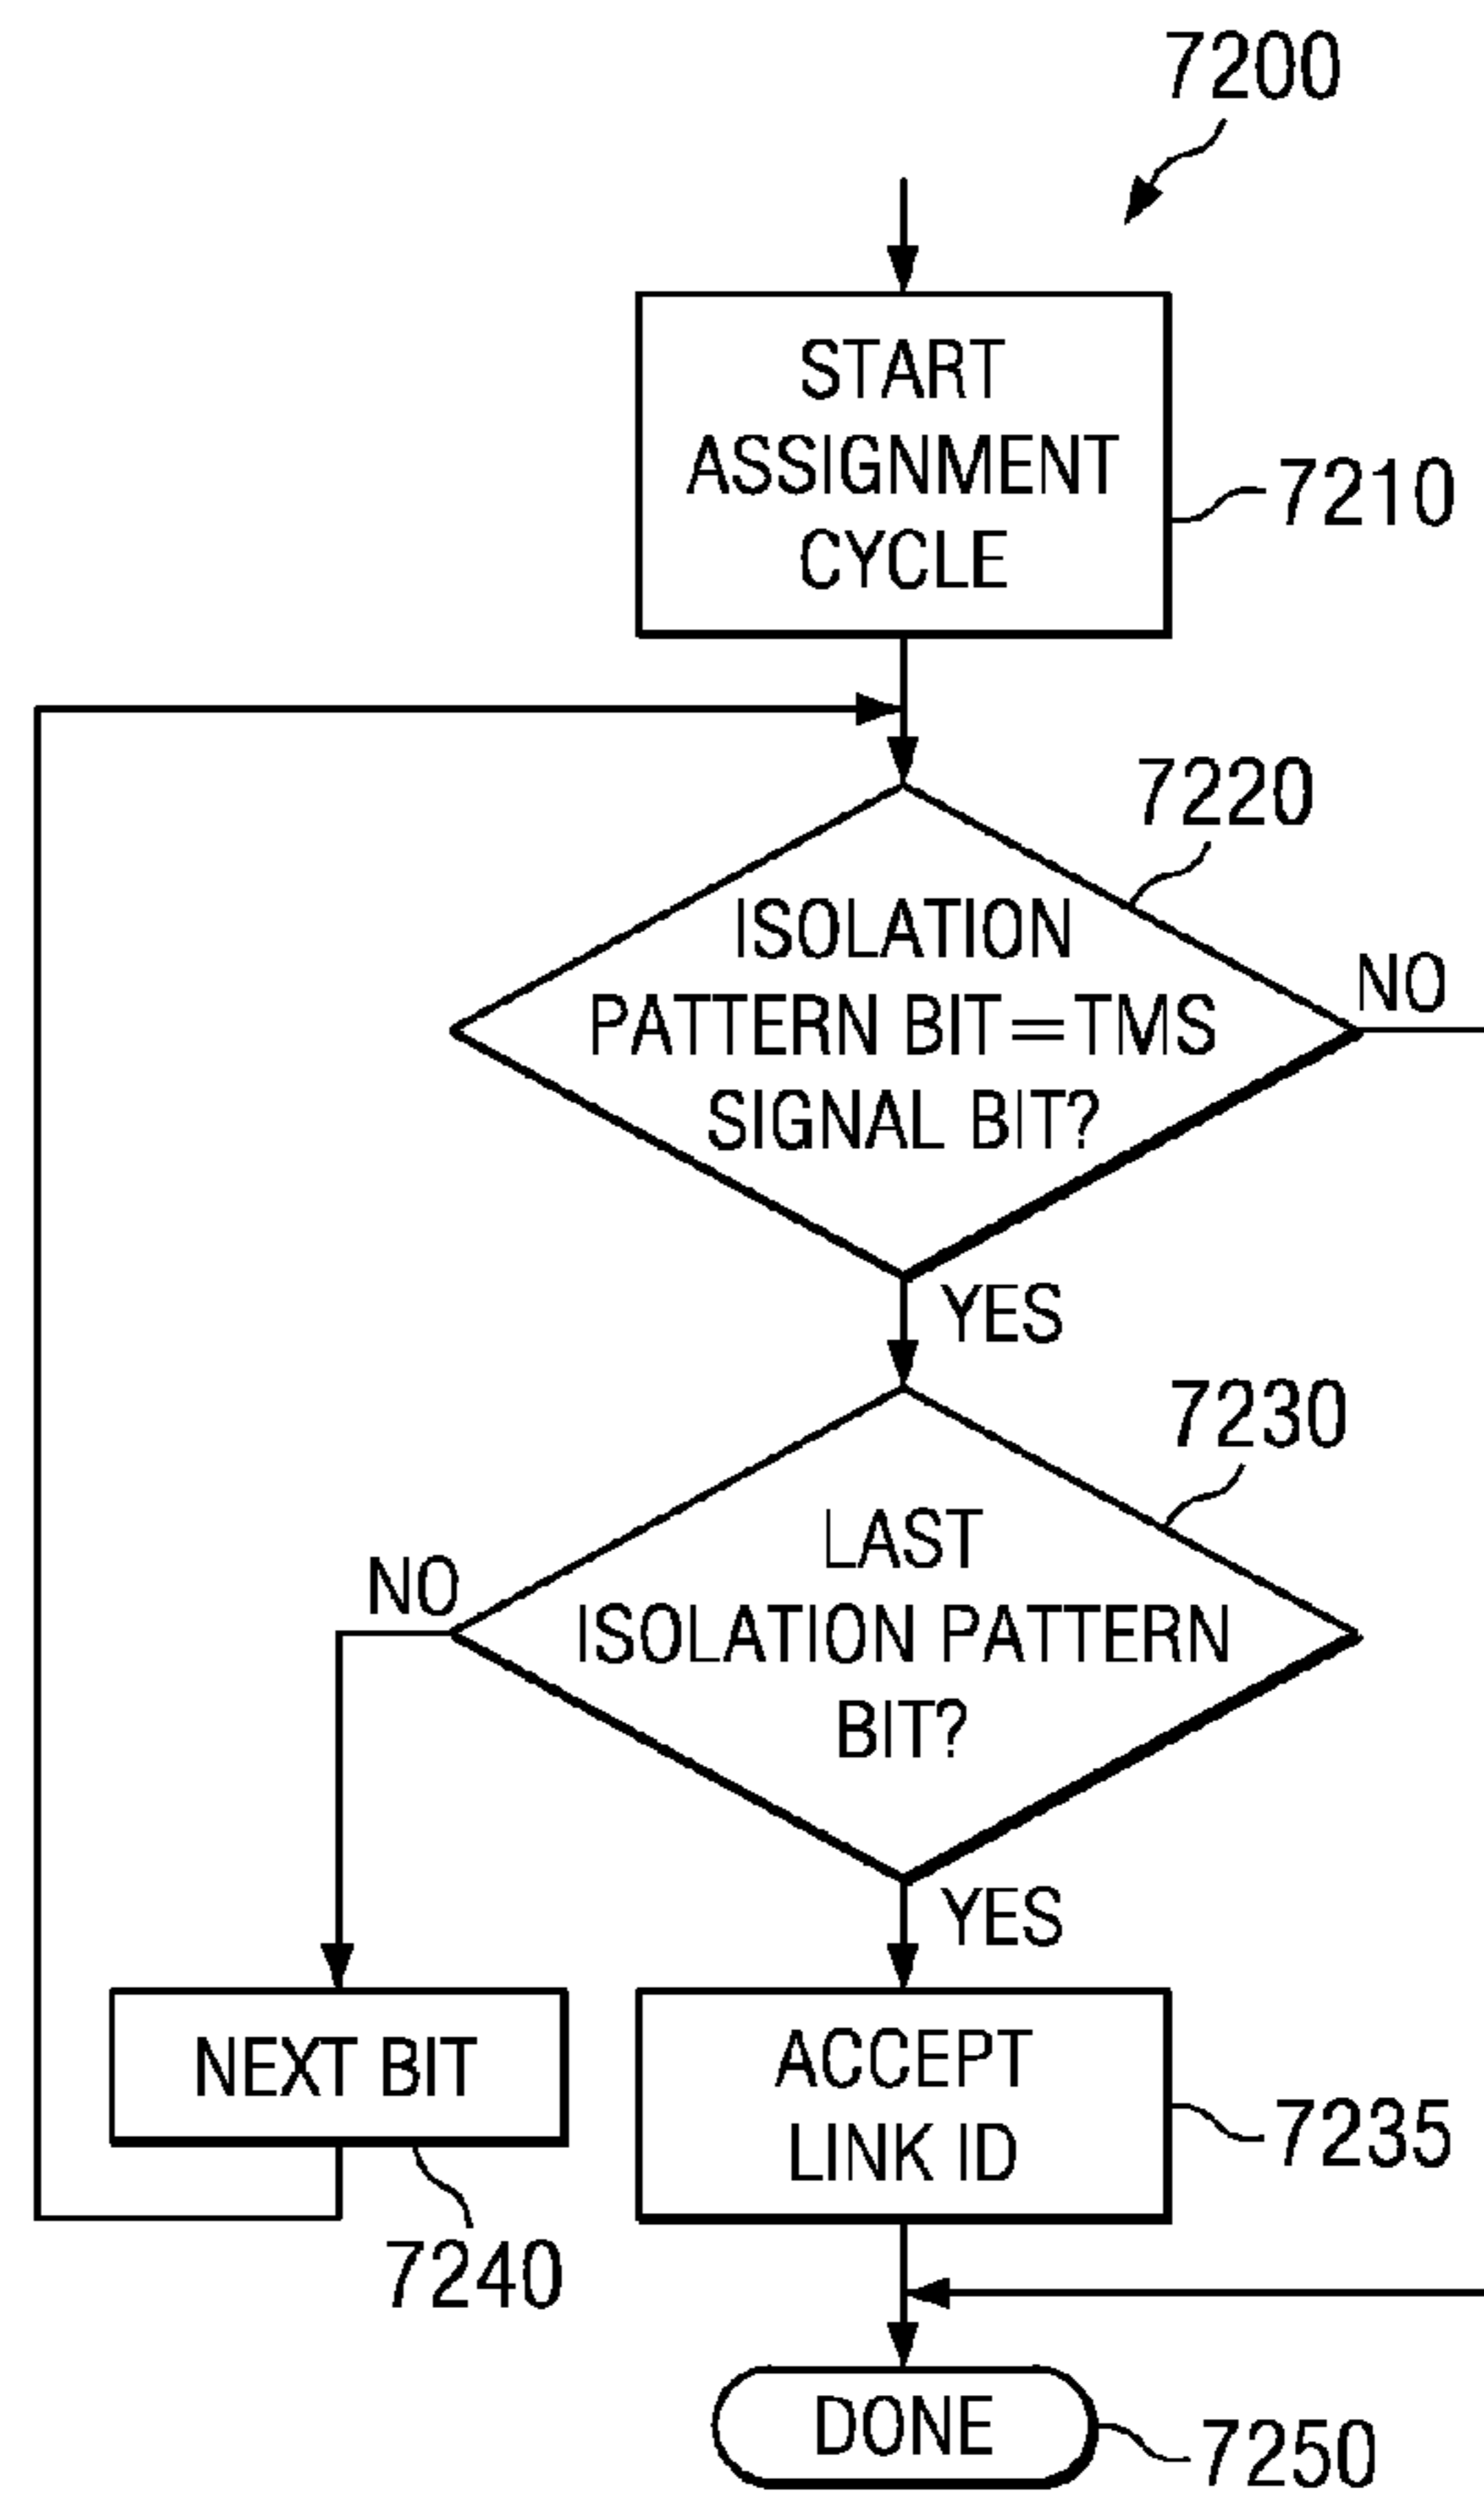 7200
START
ASSIGNMENT
CYCLE
7210
7220
ISOLATION
PATTERN BIT=TMS
SIGNAL BIT?
NO
YES
7230
LAST
ISOLATION PATTERN
BIT?
NO
YES
NEXT BIT
7240
ACCEPT
LINK ID
7235
DONE
7250